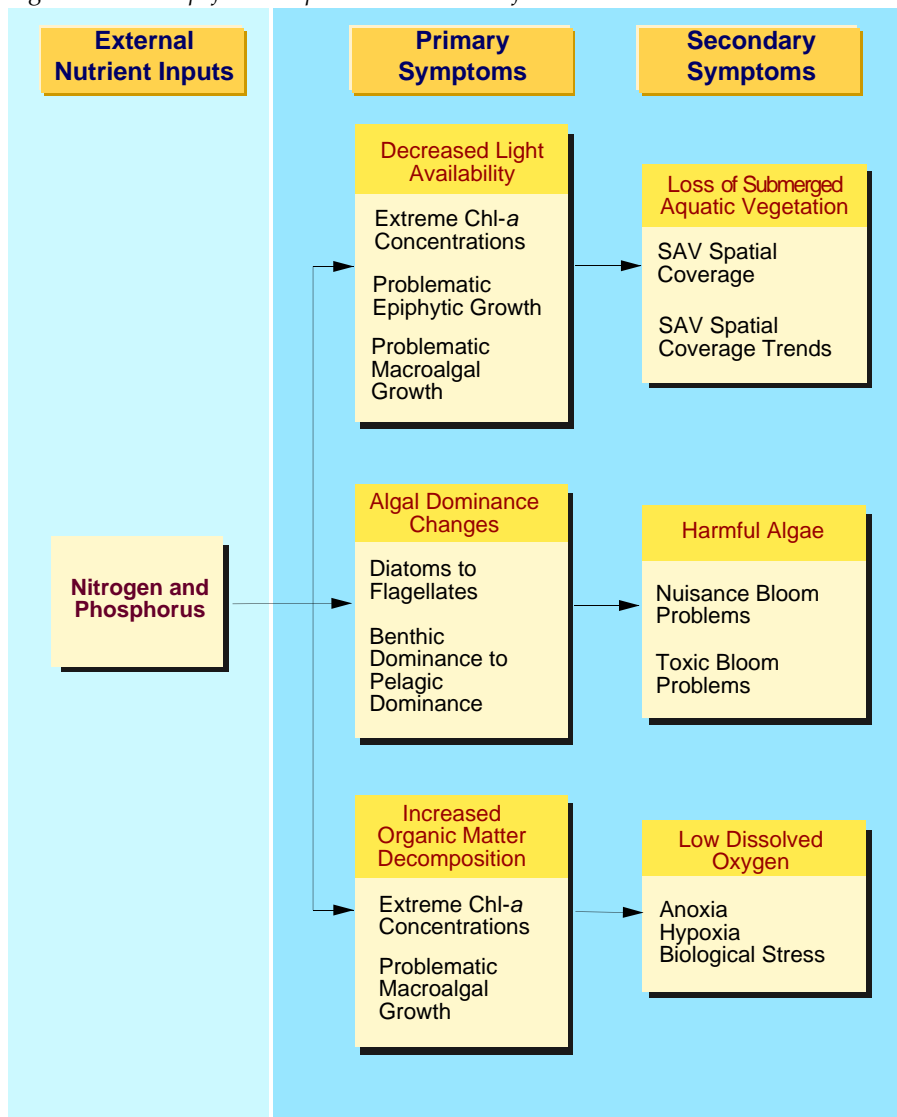 External
Nutrient Inputs
Primary
Symptoms
Secondary
Symptoms
Nitrogen and
Phosphorus
Decreased Light
Availability
Extreme Chl-a
Concentrations
Problematic
Epiphytic Growth
Problematic
Macroalgal
Growth
Loss of Submerged
Aquatic Vegetation
SAV Spatial
Coverage
SAV Spatial
Coverage Trends
Algal Dominance
Changes
Diatoms to
Flagellates
Benthic
Dominance to
Pelagic
Dominance
Harmful Algae
Nuisance Bloom
Problems
Toxic Bloom
Problems
Increased
Organic Matter
Decomposition
Extreme Chl-a
Concentrations
Problematic
Macroalgal
Growth
Low Dissolved
Oxygen
Anoxia
Hypoxia
Biological Stress